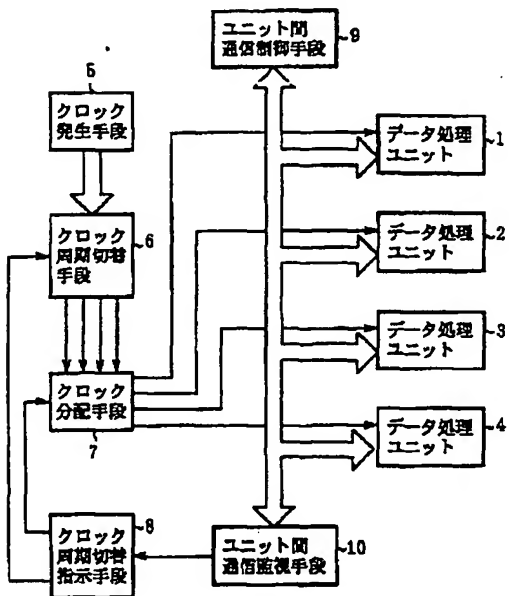 ユニット間
通信制御手段
9
5
クロック
発生手段
データ処理
ユニット
1
クロック
周期切替
手段
6
データ処理
ユニット
2
データ処理
ユニット
3
クロック
分配手段
7
データ処理
ユニット
4
クロック
周期切替
指示手段
8
ユニット間
通信監視手段
10